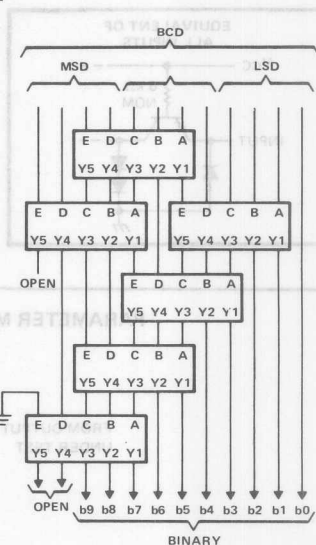 BCD
MSD LSD
E D C B A
Y5 Y4 Y3 Y2 Y1
E D C B A E D C B A
Y5 Y4 Y3 Y2 Y1 Y5 Y4 Y3 Y2 Y1
OPEN
E D C B A
Y5 Y4 Y3 Y2 Y1
E D C B A
Y5 Y4 Y3 Y2 Y1
E D C B A
Y5 Y4 Y3 Y2 Y1
OPEN b9 b8 b7 b6 b5 b4 b3 b2 b1 b0
BINARY